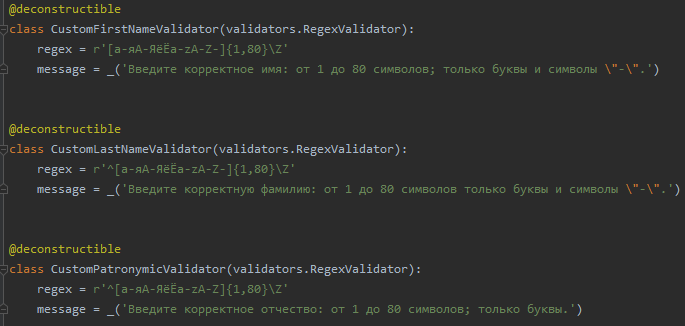 @deconstructible
class CustomFirstNameValidator(validators.RegexValidator):
regex = r'[а-яА-ЯёЁa-zA-Z-]{1,80}\Z'
message = _('Введите корректное имя: от 1 до 80 символов; только буквы и символы \"-\".')
@deconstructible
class CustomLastNameValidator(validators.RegexValidator):
regex = r'^[а-яА-ЯёЁa-zA-Z-]{1,80}\Z'
message = _('Введите корректную фамилию: от 1 до 80 символов только буквы и символы \"-\".')
@deconstructible
class CustomPatronymicValidator(validators.RegexValidator):
regex = r'^[а-яА-ЯёЁa-zA-Z]{1,80}\Z'
message = _('Введите корректное отчество: от 1 до 80 символов; только буквы.')